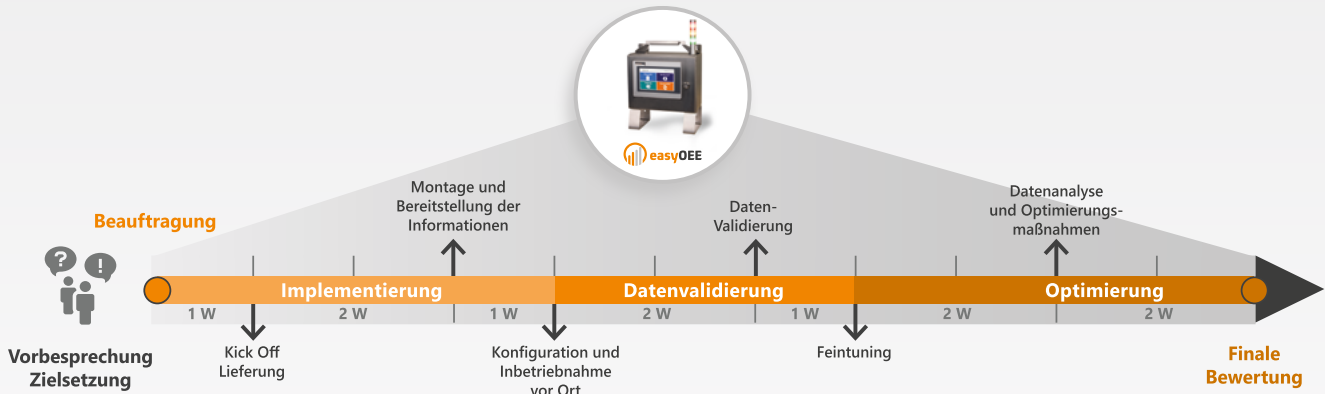 easyOEE
Montage und
Bereitstellung der
Informationen
Daten-
Validierung
Datenanalyse
und Optimierungs-
maßnahmen
Beauftragung
?
!
Implementierung
Datenvalidierung
Optimierung
1 W
2 W
1 W
2 W
1 W
2 W
2 W
Vorbesprechung
Zielsetzung
Kick Off
Lieferung
Konfiguration und
Inbetriebnahme
vor Ort
Feintuning
Finale
Bewertung